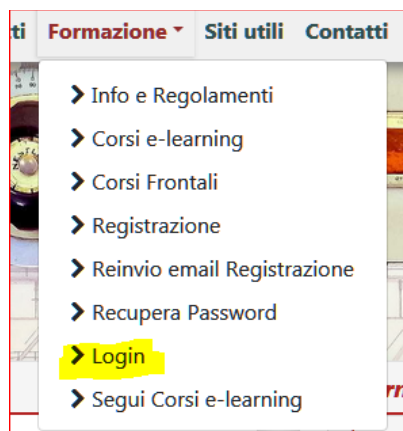 ti Formazione Siti utili Contatti
Info e Regolamenti
Corsi e-learning
Corsi Frontali
Registrazione
Reinvio email Registrazione
Recupera Password
Login
Segui Corsi e-learning